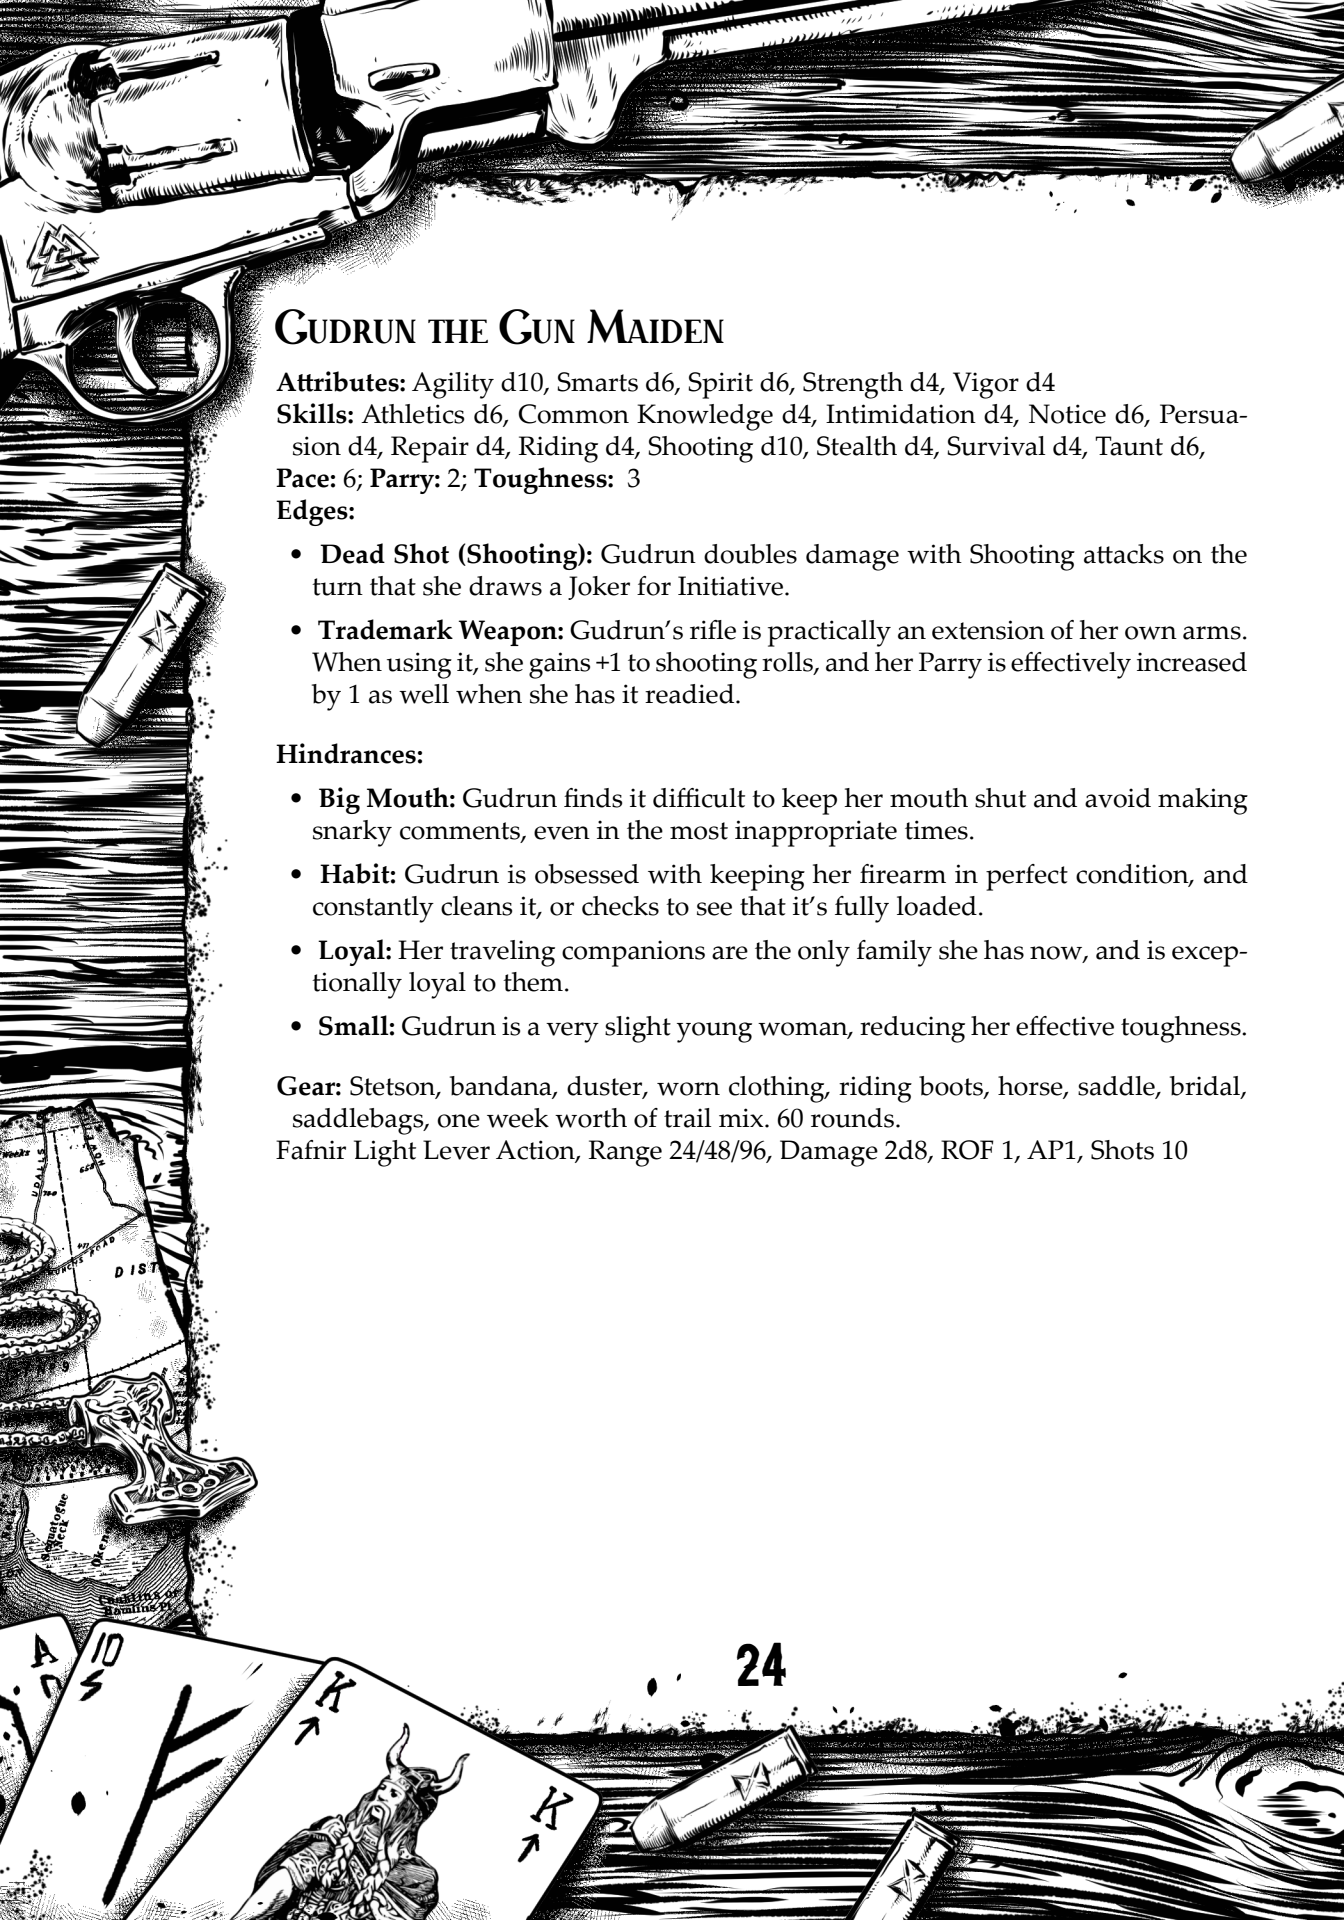 Gudrun the Gun Maiden
Attributes: Agility d10, Smarts d6, Spirit d6, Strength d4, Vigor d4
Skills: Athletics d6, Common Knowledge d4, Intimidation d4, Notice d6, Persua-
sion d4, Repair d4, Riding d4, Shooting d10, Stealth d4, Survival d4, Taunt d6,
Pace: 6; Parry: 2; Toughness: 3
Edges:
• Dead Shot (Shooting): Gudrun doubles damage with Shooting attacks on the
turn that she draws a Joker for Initiative.
• Trademark Weapon: Gudrun’s rifle is practically an extension of her own arms.
When using it, she gains +1 to shooting rolls, and her Parry is effectively increased
by 1 as well when she has it readied.
Hindrances:
• Big Mouth: Gudrun finds it difficult to keep her mouth shut and avoid making
snarky comments, even in the most inappropriate times.
• Habit: Gudrun is obsessed with keeping her firearm in perfect condition, and
constantly cleans it, or checks to see that it’s fully loaded.
• Loyal: Her traveling companions are the only family she has now, and is excep-
tionally loyal to them.
• Small: Gudrun is a very slight young woman, reducing her effective toughness.
Gear: Stetson, bandana, duster, worn clothing, riding boots, horse, saddle, bridal,
saddlebags, one week worth of trail mix. 60 rounds.
Fafnir Light Lever Action, Range 24/48/96, Damage 2d8, ROF 1, AP1, Shots 10
UDALLS
HOWE
ROAD
DIST
Neck
A
10
K
K
24